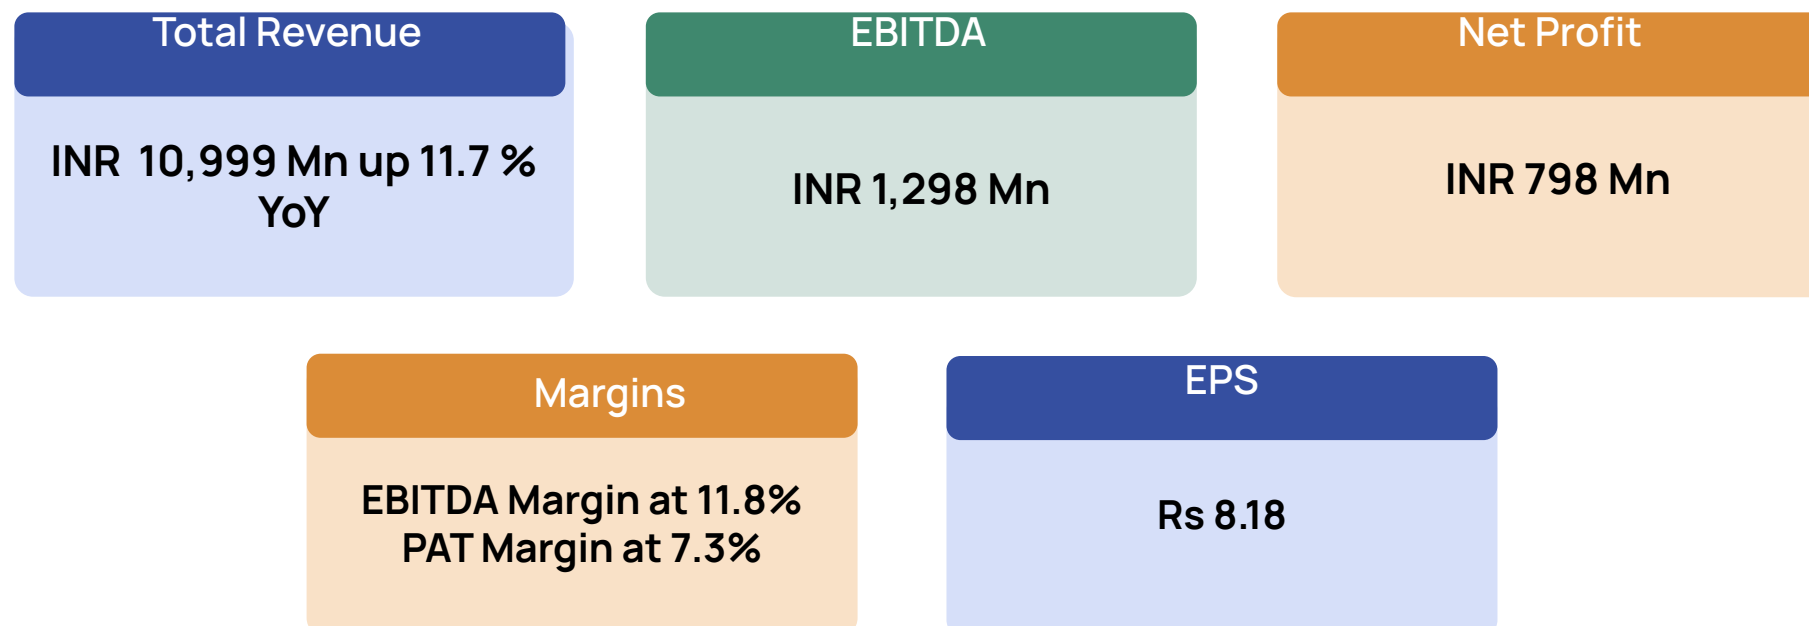 Total Revenue
INR 10,999 Mn up 11.7 %
YoY
EBITDA
INR 1,298 Mn
Net Profit
INR 798 Mn
Margins
EBITDA Margin at 11.8%
PAT Margin at 7.3%
EPS
Rs 8.18